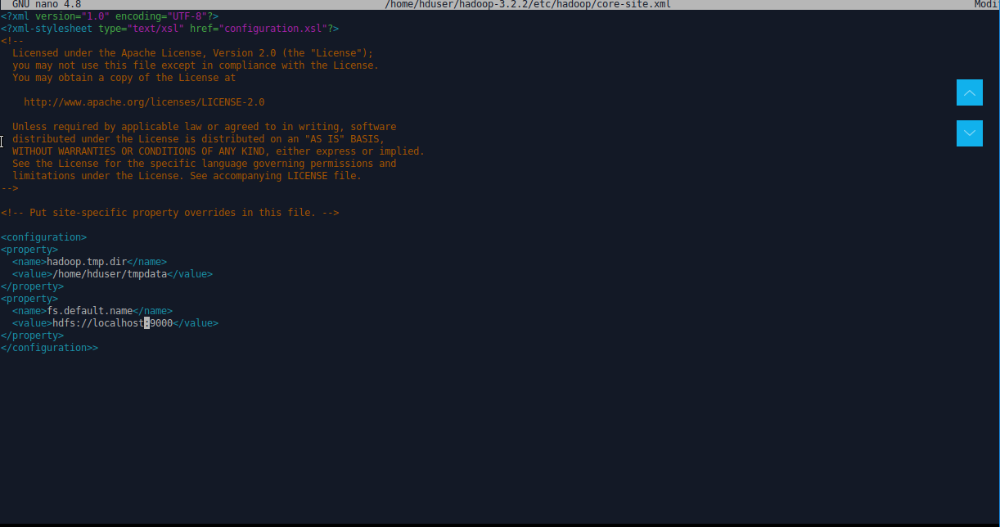 GNU nano 4.8 /home/hduser/hadoop-3.2.2/etc/hadoop/core-site.xml
<?xml version="1.0" encoding="UTF-8"?>
<?xml-stylesheet type="text/xsl" href="configuration.xsl"?>
<!--
  Licensed under the Apache License, Version 2.0 (the "License");
  you may not use this file except in compliance with the License.
  You may obtain a copy of the License at

    http://www.apache.org/licenses/LICENSE-2.0

  Unless required by applicable law or agreed to in writing, software
  distributed under the License is distributed on an "AS IS" BASIS,
  WITHOUT WARRANTIES OR CONDITIONS OF ANY KIND, either express or implied.
  See the License for the specific language governing permissions and
  limitations under the License. See accompanying LICENSE file.
-->

<!-- Put site-specific property overrides in this file. -->

<configuration>
<property>
  <name>hadoop.tmp.dir</name>
  <value>/home/hduser/tmpdata</value>
</property>
<property>
  <name>fs.default.name</name>
  <value>hdfs://localhost:9000</value>
</property>
</configuration>>